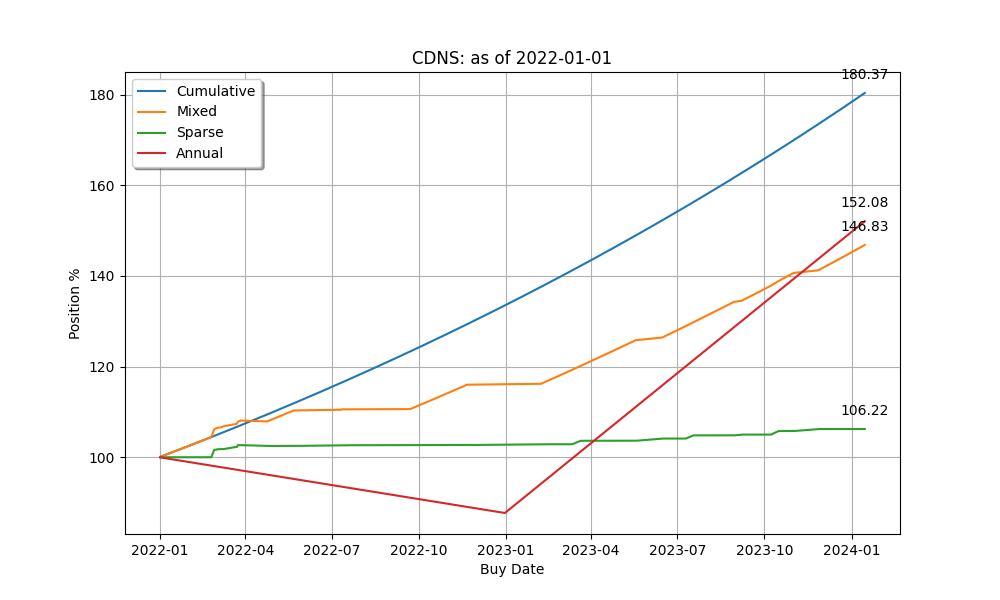 CDNS: as of 2022-01-01
180.37
180
Cumulative
Mixed
Sparse
Annual
160
152.08
146.83
140
120
106.22
100
Position %
2022-01 2022-04 2022-07 2022-10 2023-01 2023-04 2023-07 2023-10 2024-01
Buy Date